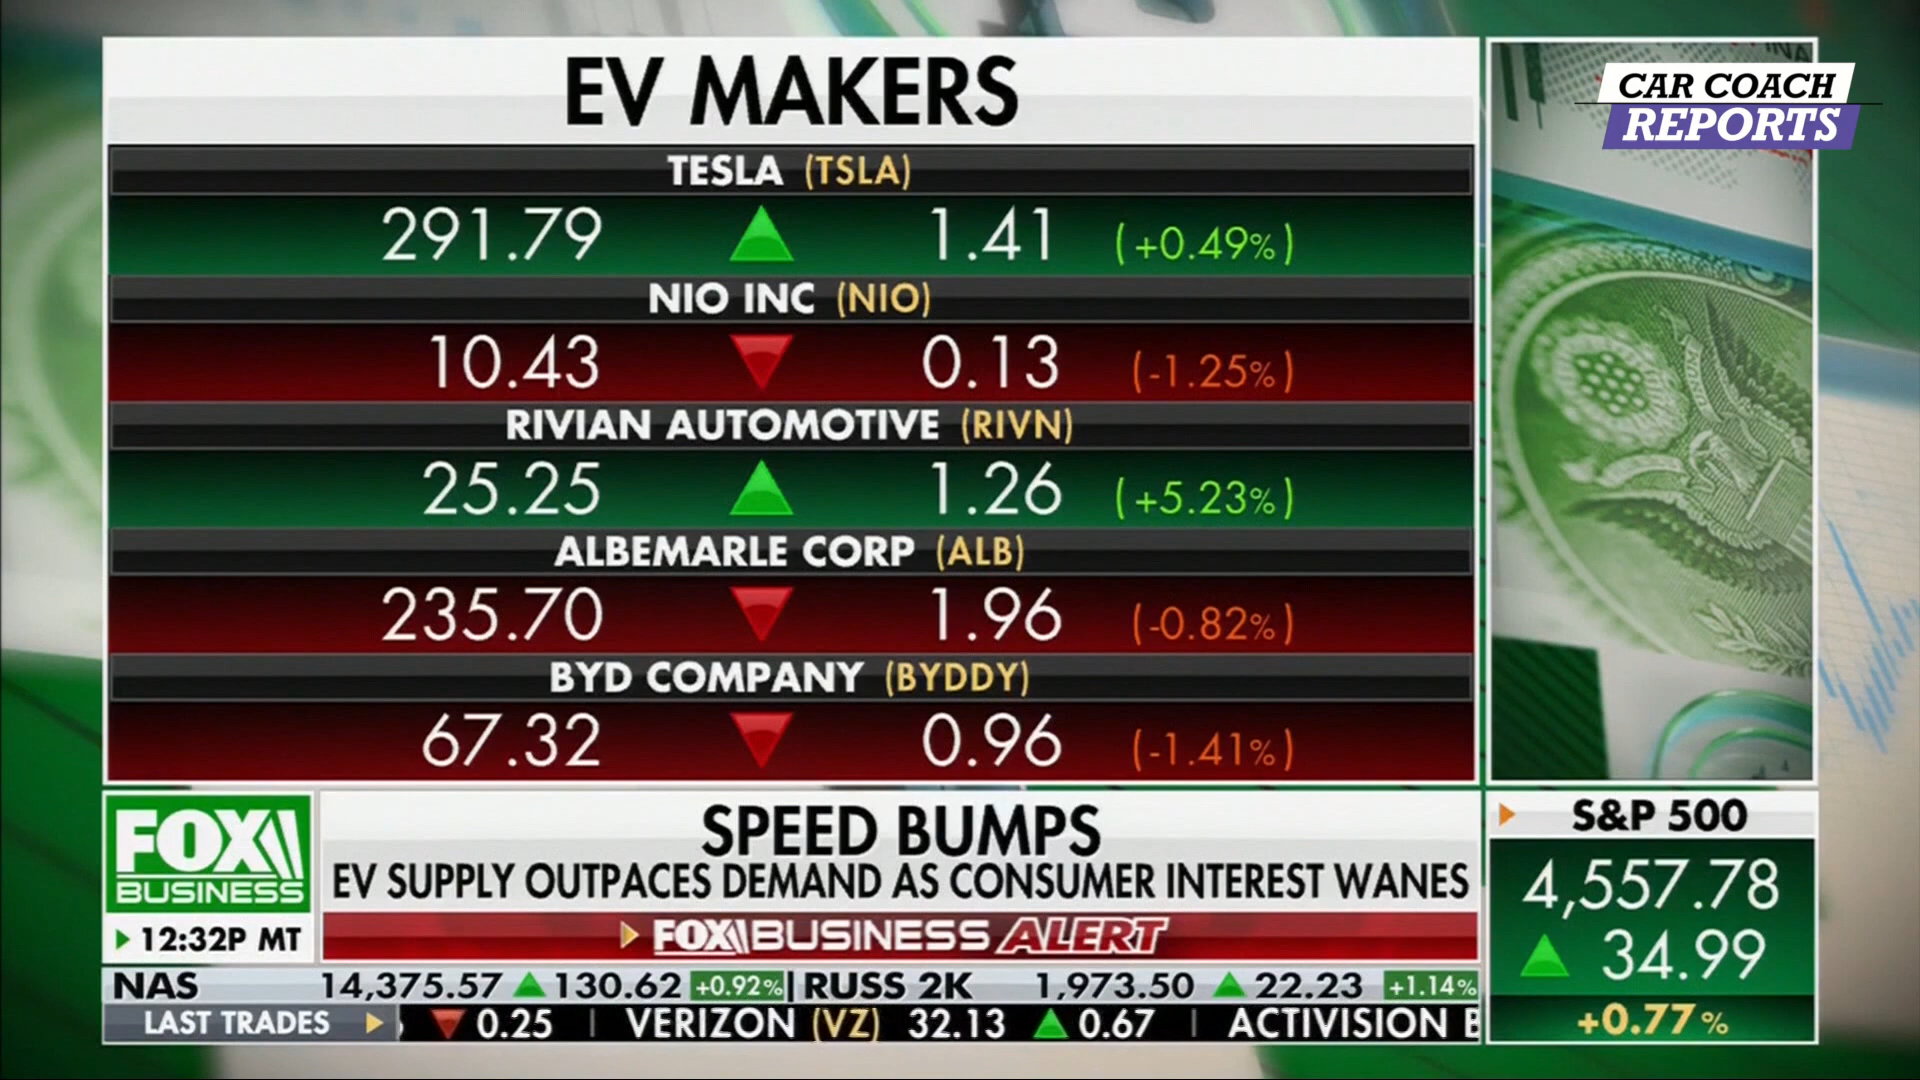 EV MAKERS
CAR COACH
REPORTS
TESLA (TSLA)
291.79 ▲ 1.41 (+0.49%)
NIO INC (NIO)
10.43 ▼ 0.13 (-1.25%)
RIVIAN AUTOMOTIVE (RIVN)
25.25 ▲ 1.26 (+5.23%)
ALBEMARLE CORP (ALB)
235.70 ▼ 1.96 (-0.82%)
BYD COMPANY (BYDDY)
67.32 ▼ 0.96 (-1.41%)
FOX
BUSINESS
12:32P MT
SPEED BUMPS
EV SUPPLY OUTPACES DEMAND AS CONSUMER INTEREST WANES
FOX BUSINESS ALERT
S&P 500
4,557.78
▲ 34.99
+0.77%
NAS 14,375.57 ▲ 130.62 +0.92% | RUSS 2K 1,973.50 ▲ 22.23 +1.14%
LAST TRADES ▼ 0.25 | VERIZON (VZ) 32.13 ▲ 0.67 | ACTIVISION